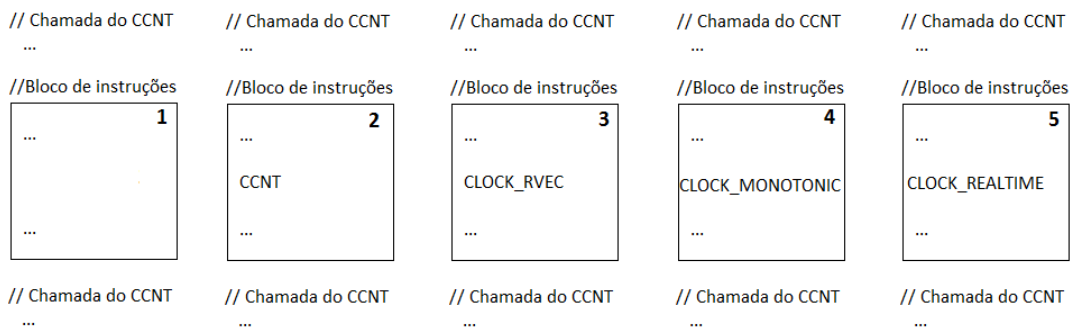 // Chamada do CCNT // Chamada do CCNT // Chamada do CCNT // Chamada do CCNT // Chamada do CCNT
... ... ... ... ...
//Bloco de instruções //Bloco de instruções //Bloco de instruções //Bloco de instruções //Bloco de instruções
1 2 3 4 5
... ... ... ... ...
CCNT CLOCK_RVEC CLOCK_MONOTONIC CLOCK_REALTIME
... ... ... ... ...
// Chamada do CCNT // Chamada do CCNT // Chamada do CCNT // Chamada do CCNT // Chamada do CCNT
... ... ... ... ...